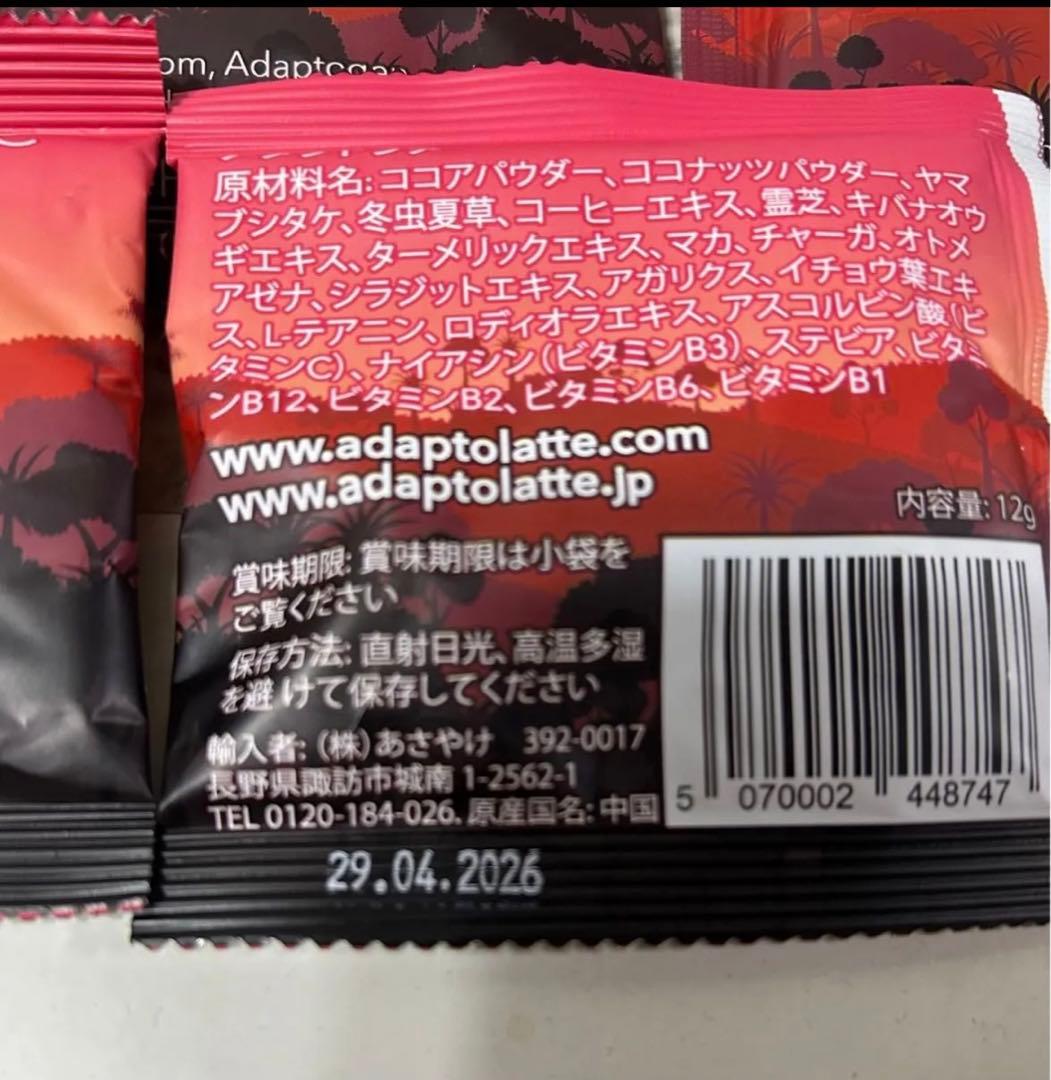 om, Adaptogen
原材料名:ココアパウダー、ココナッツパウダー、ヤマ
ブシタケ、冬虫夏草、コーヒーエキス、霊芝、キバナオウ
ギエキス、ターメリックエキス、マカ、チャーガ、オトメ
アゼナ、シラジットエキス、アガリクス、イチョウ葉エキ
ス、L-テアニン、ロディオラエキス、アスコルビン酸(ビ
タミンC)、ナイアシン(ビタミンB3)、ステビア、ビタミ
ンB12、ビタミンB2、ビタミンB6、ビタミンB1
www.adaptolatte.com
www.adaptolatte.jp
内容量: 12g
賞味期限: 賞味期限は小袋を
ご覧ください
保存方法: 直射日光、高温多湿
を避けて保存してください
輸入者: (株)あさやけ 392-0017
長野県諏訪市城南 1-2562-1
TEL 0120-184-026、原産国名: 中国
5 070002 448747
29.04.2026